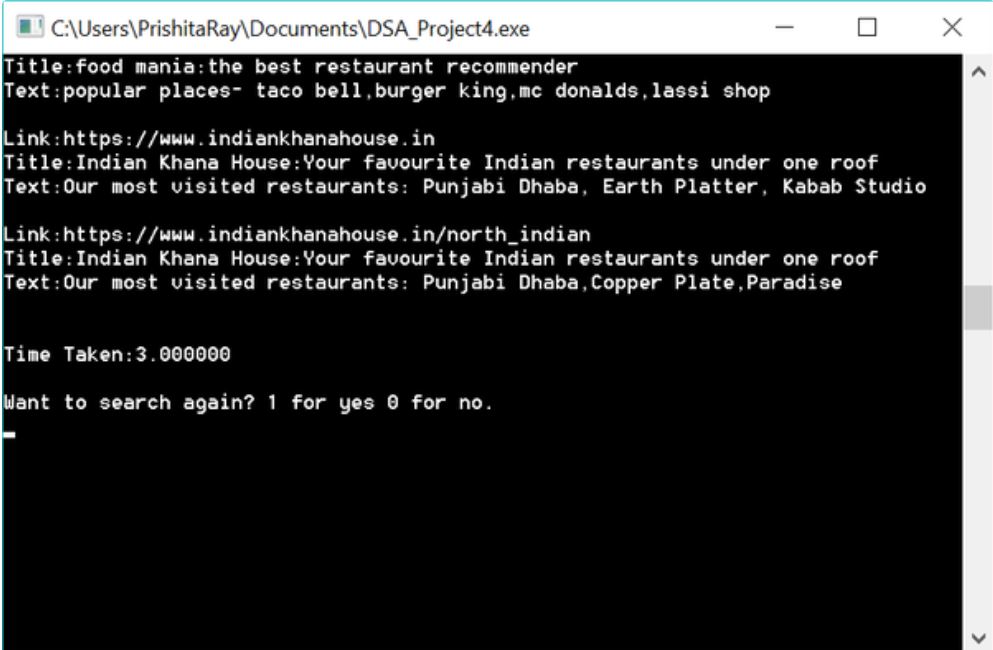 C:\Users\PrishitaRay\Documents\DSA_Project4.exe
Title:food mania:the best restaurant recommender
Text:popular places- taco bell,burger king,mc donalds,lassi shop
Link:https://www.indiankhanahouse.in
Title:Indian Khana House:Your favourite Indian restaurants under one roof
Text:Our most visited restaurants: Punjabi Dhaba, Earth Platter, Kabab Studio
Link:https://www.indiankhanahouse.in/north_indian
Title:Indian Khana House:Your favourite Indian restaurants under one roof
Text:Our most visited restaurants: Punjabi Dhaba,Copper Plate,Paradise
Time Taken:3.000000
Want to search again? 1 for yes 0 for no.